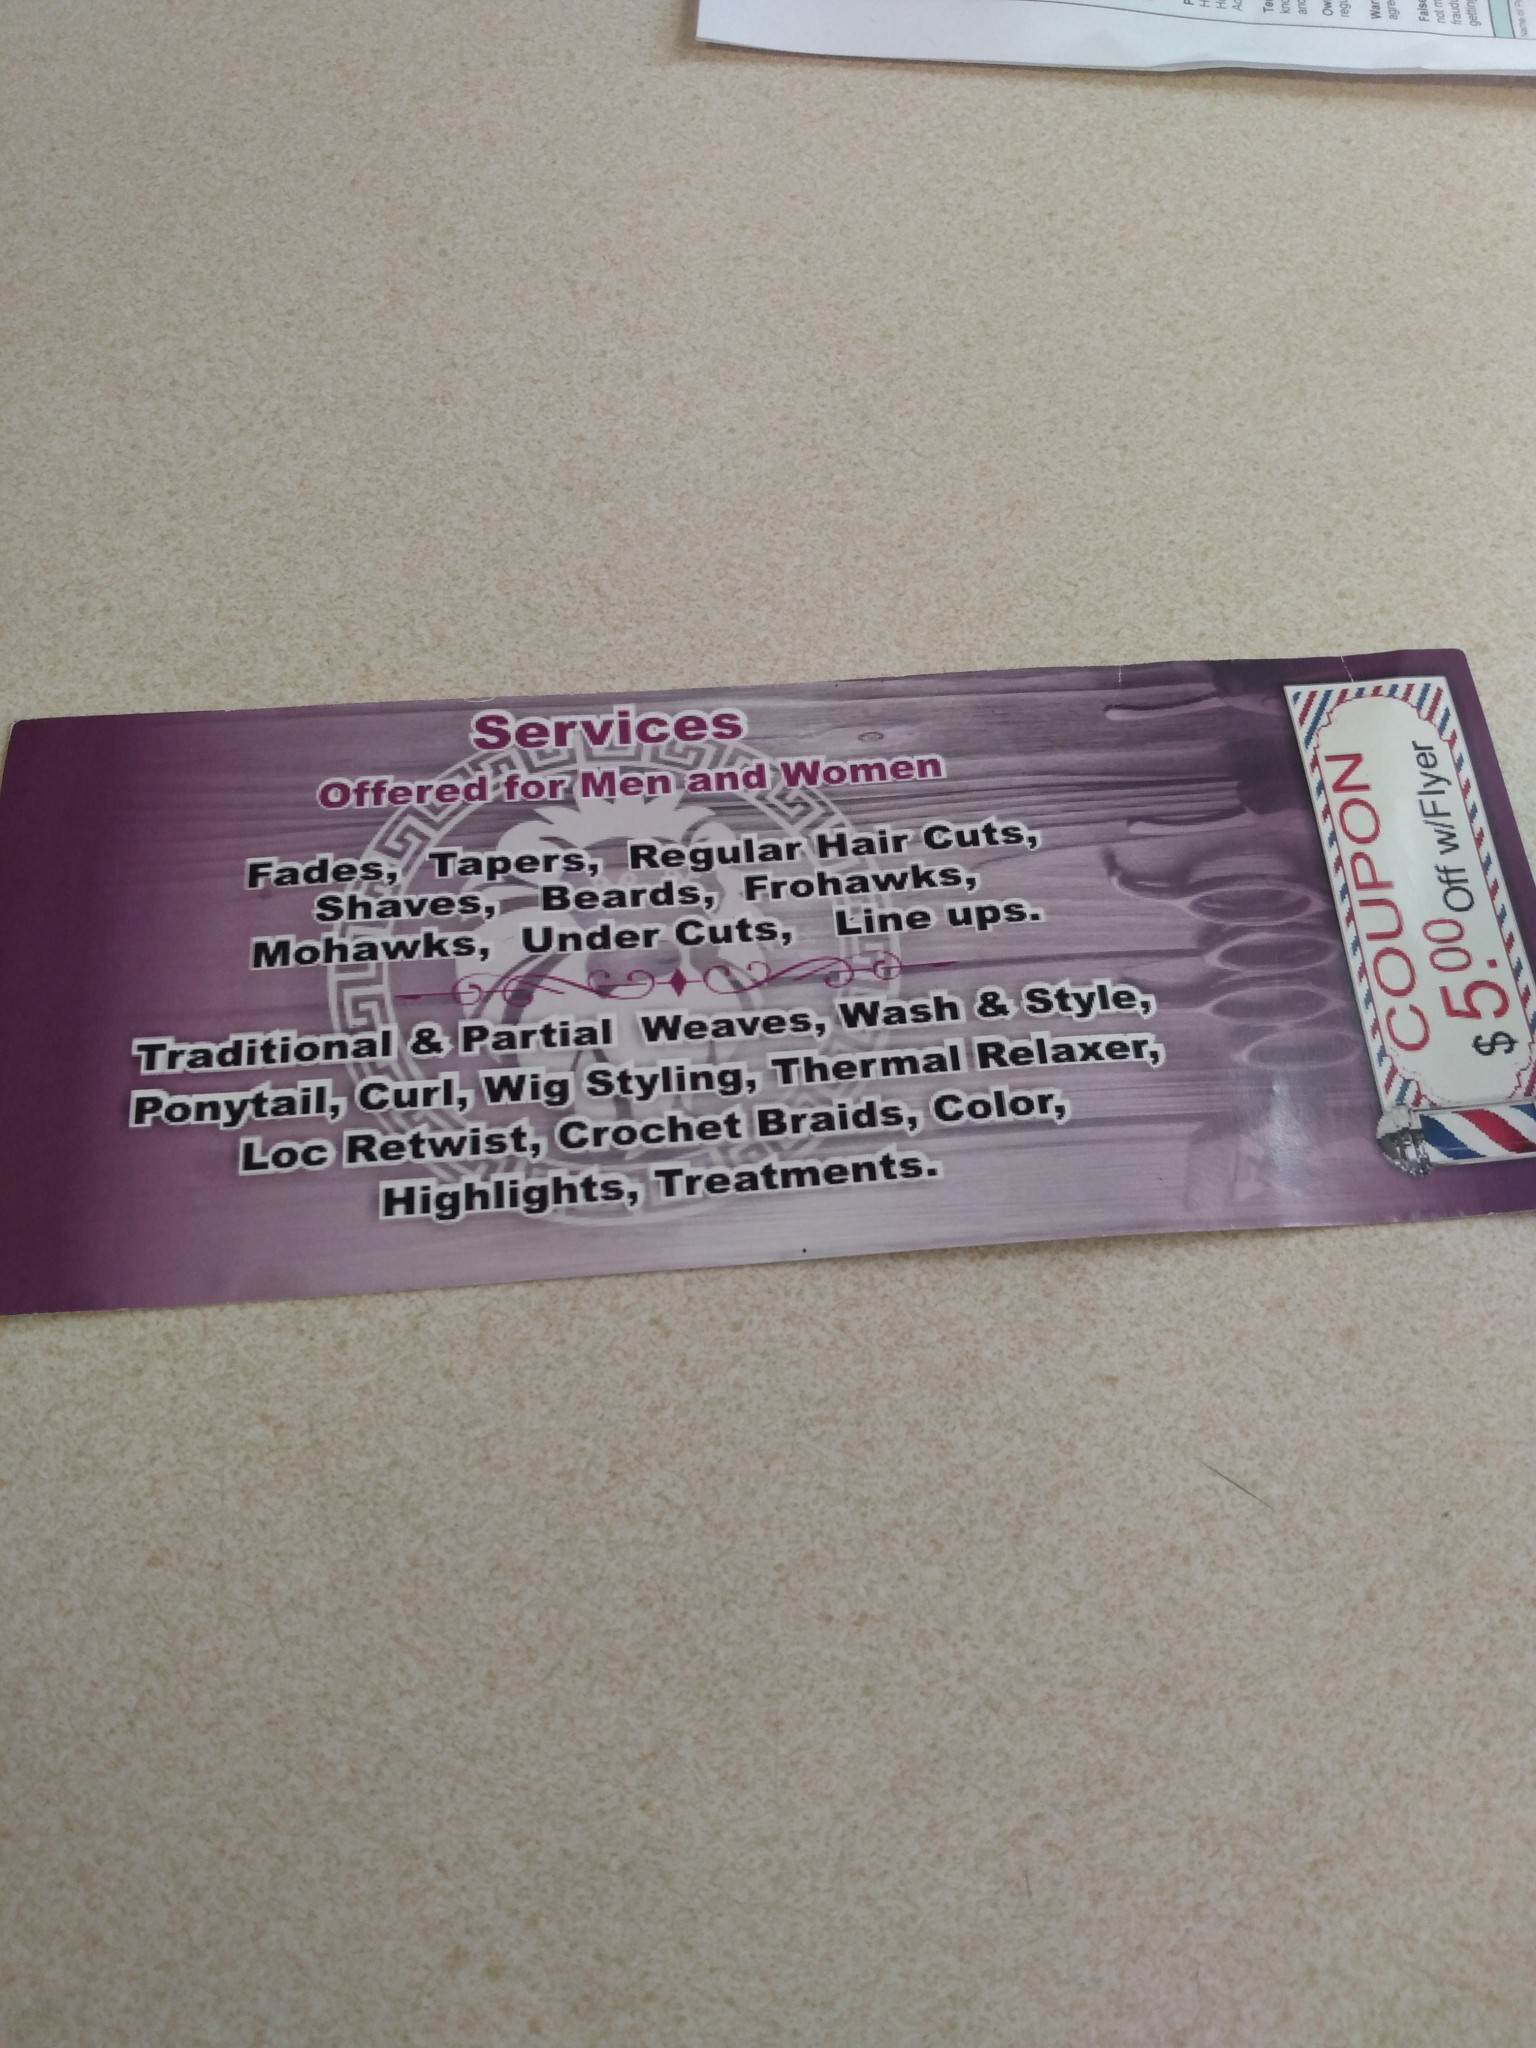 Services
Offered for Men and Women
Fades, Tapers, Regular Hair Cuts,
Shaves, Beards, Frohawks,
Mohawks, Under Cuts, Line ups.
Traditional & Partial Weaves, Wash & Style,
Ponytail, Curl, Wig Styling, Thermal Relaxer,
Loc Retwist, Crochet Braids, Color,
Highlights, Treatments.
COUPON
$ 5.00 Off w/Flyer